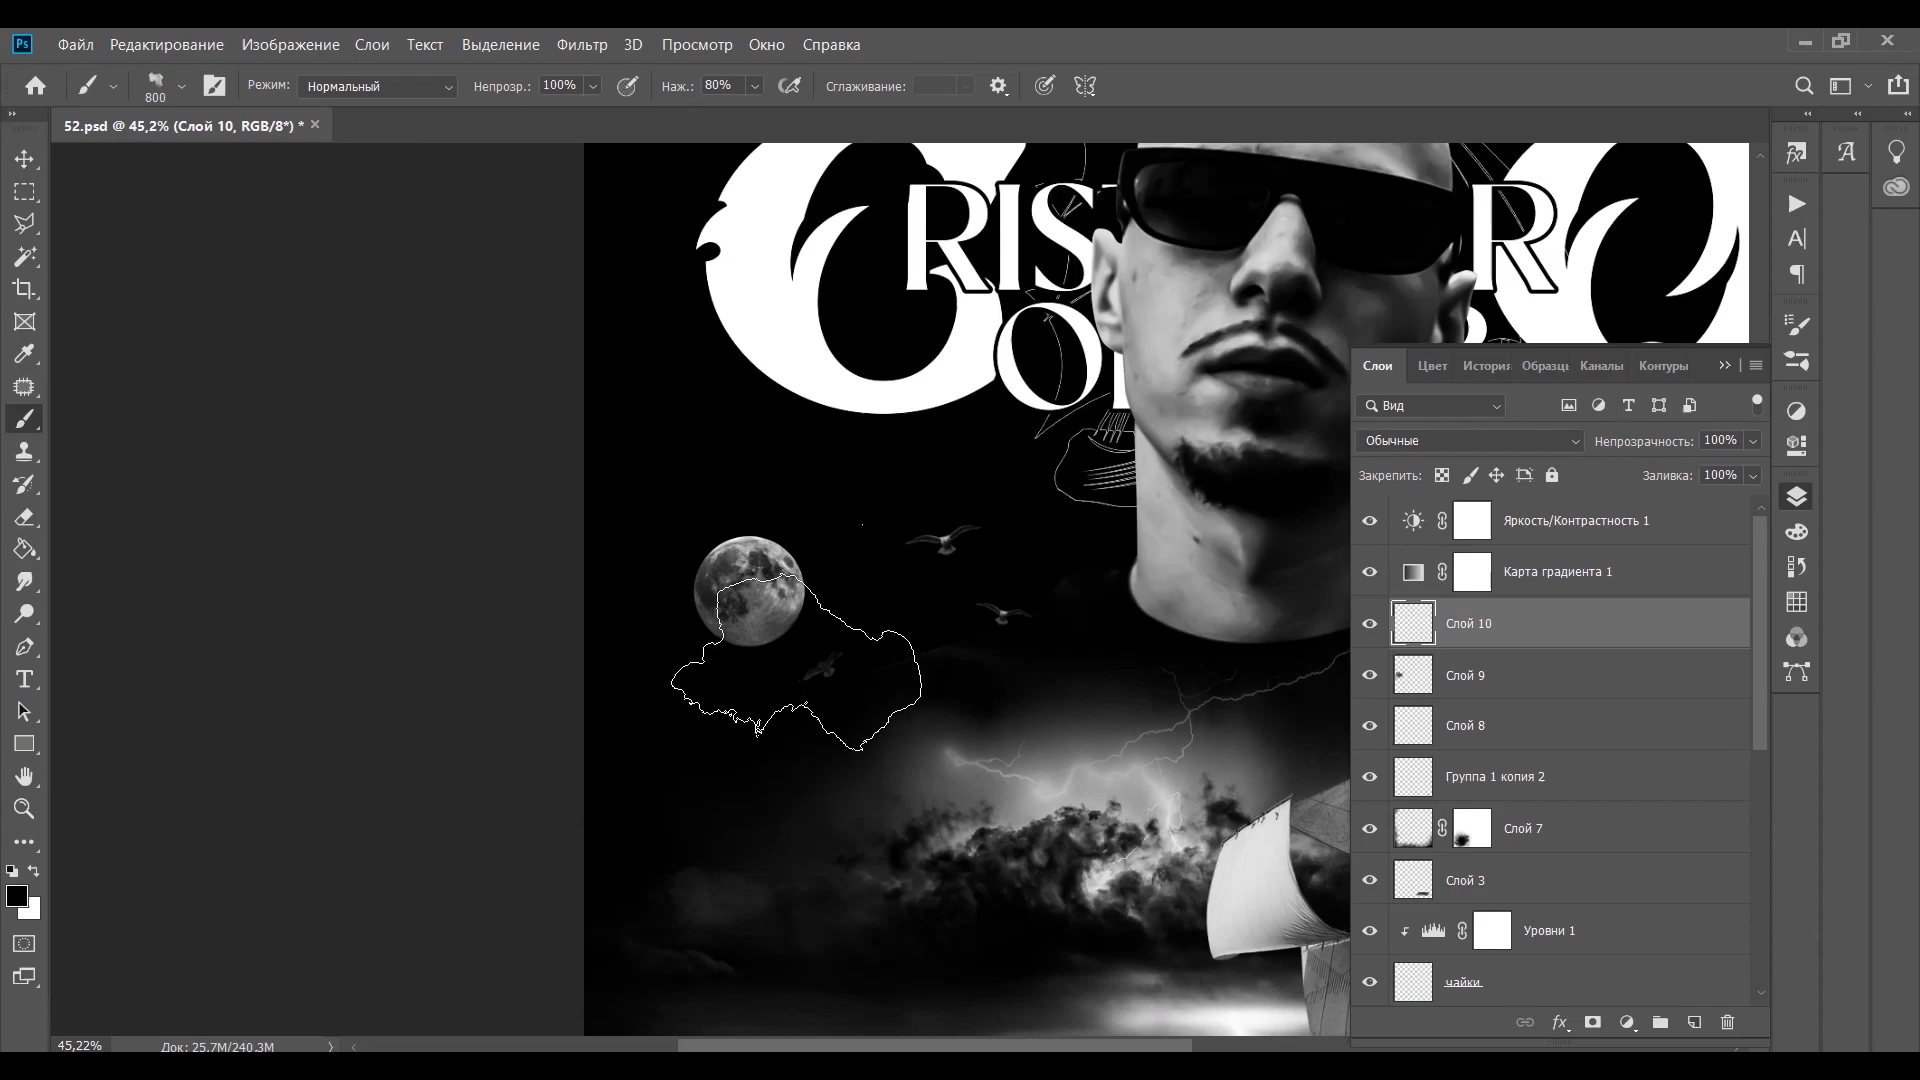 Ps Файл Редактирование Изображение Слои Текст Выделение Фильтр 3D Просмотр Окно Справка
800 Режим: Нормальный Непрозр.: 100% Наж.: 80% Сглаживание:
52.psd @ 45,2% (Слой 10, RGB/8*) *
RIS R
O
Слои Цвет История Образцы Каналы Контуры
Вид
Обычные Непрозрачность: 100%
Закрепить: Заливка: 100%
Яркость/Контрастность 1
Карта градиента 1
Слой 10
Слой 9
Слой 8
Группа 1 копия 2
Слой 7
Слой 3
Уровни 1
чайки
fx
45,22% Док: 25,7M/240,3M